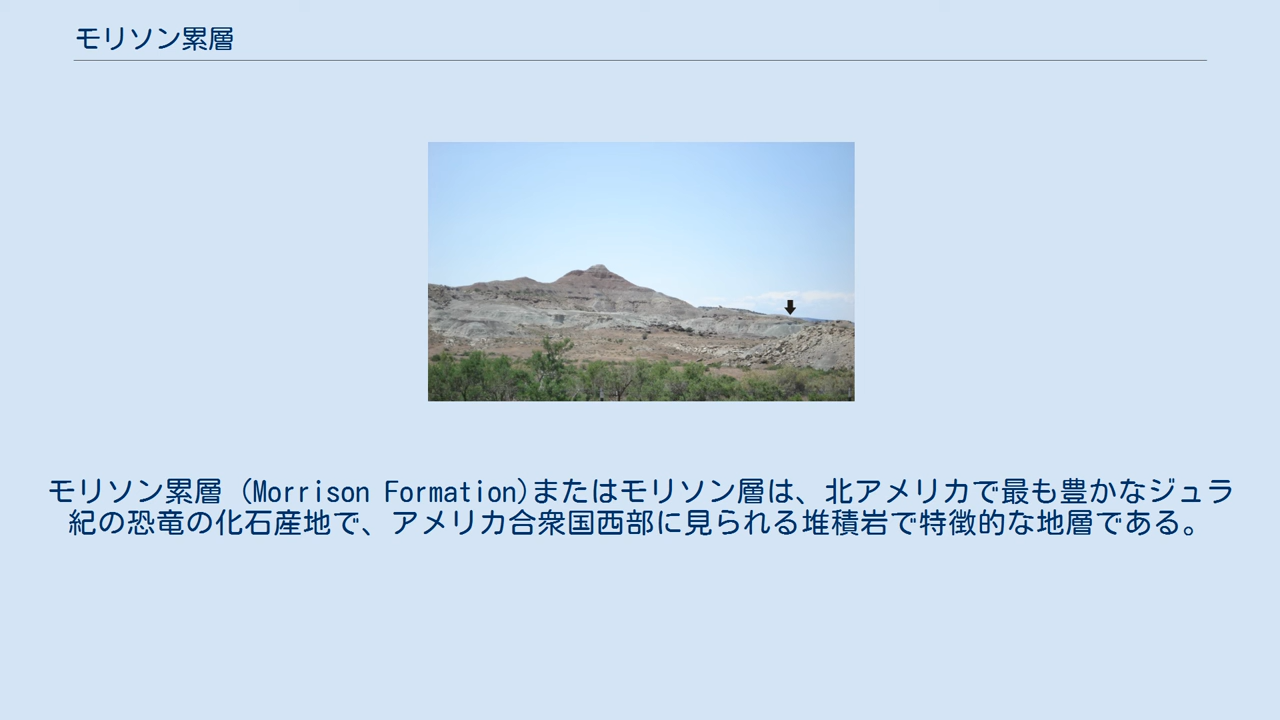 モリソン累層
モリソン累層 (Morrison Formation)またはモリソン層は、北アメリカで最も豊かなジュラ
紀の恐竜の化石産地で、アメリカ合衆国西部に見られる堆積岩で特徴的な地層である。